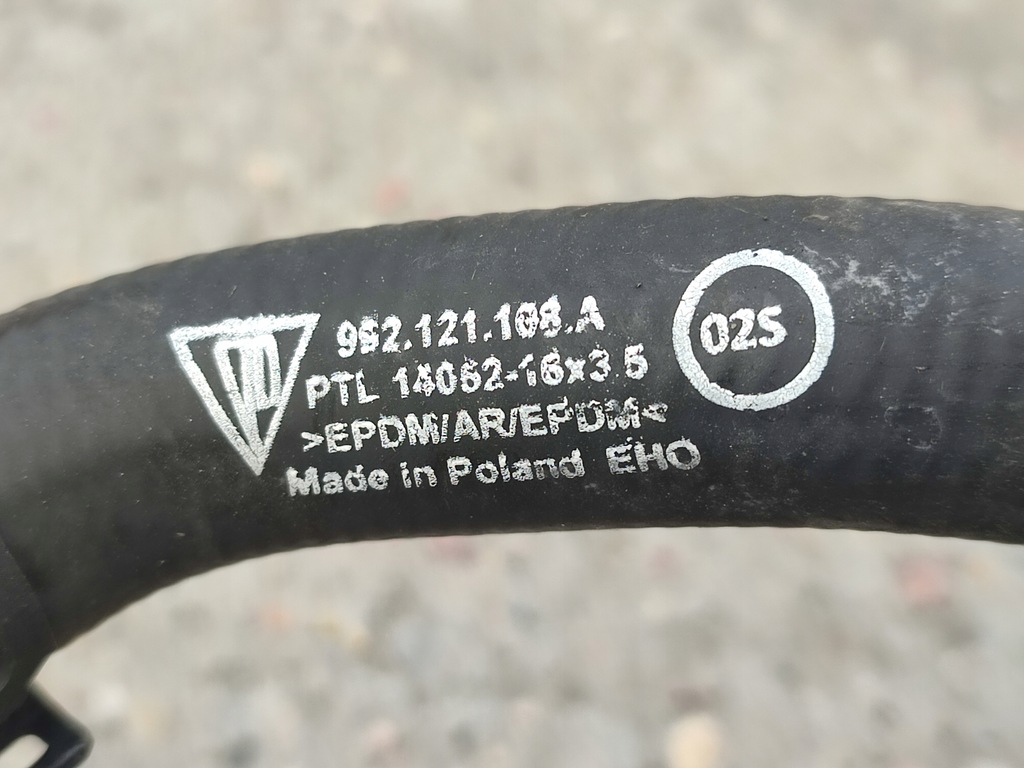 992.121.108.A
PTL 14062-16x3.5
>EPDM/AR/EPDM<
Made in Poland EHO
02S